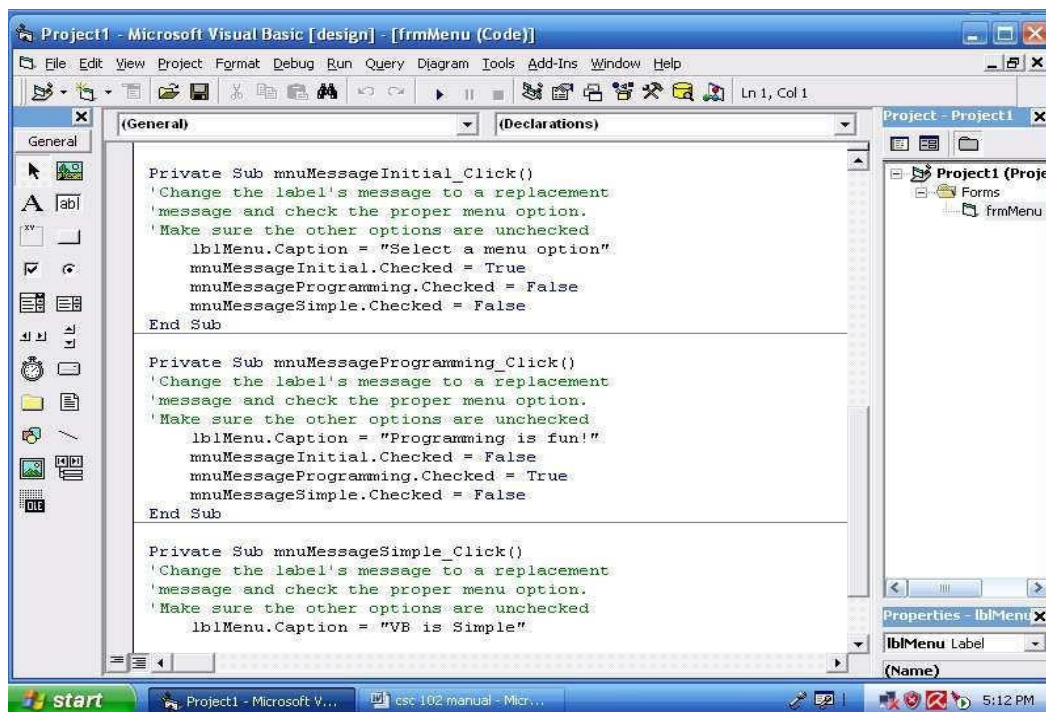 Project1 - Microsoft Visual Basic [design] - [frmMenu (Code)]
File Edit View Project Format Debug Run Query Diagram Tools Add-Ins Window Help
Ln 1, Col 1
General
(General)
(Declarations)
Private Sub mnuMessageInitial_Click()
'Change the label's message to a replacement
'message and check the proper menu option.
'Make sure the other options are unchecked
lblMenu.Caption = "Select a menu option"
mnuMessageInitial.Checked = True
mnuMessageProgramming.Checked = False
mnuMessageSimple.Checked = False
End Sub
Private Sub mnuMessageProgramming_Click()
'Change the label's message to a replacement
'message and check the proper menu option.
'Make sure the other options are unchecked
lblMenu.Caption = "Programming is fun!"
mnuMessageInitial.Checked = False
mnuMessageProgramming.Checked = True
mnuMessageSimple.Checked = False
End Sub
Private Sub mnuMessageSimple_Click()
'Change the label's message to a replacement
'message and check the proper menu option.
'Make sure the other options are unchecked
lblMenu.Caption = "VB is Simple"
Project - Project1
Project1 (Proje
Forms
frmMenu
Properties - lblMenu
lblMenu Label
(Name)
start
Project1 - Microsoft V...
csc 102 manual - Micr...
5:12 PM